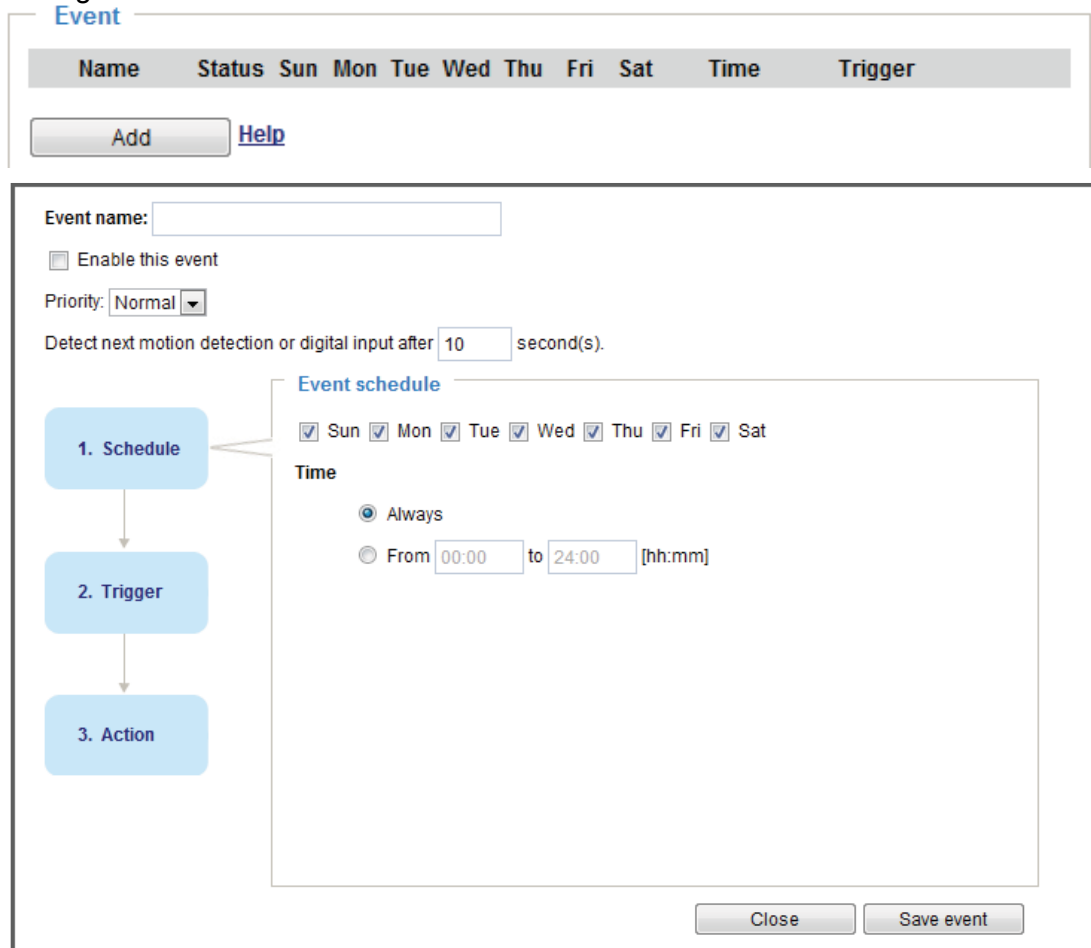 Event
Name Status Sun Mon Tue Wed Thu Fri Sat Time Trigger
Add Help
Event name:
Enable this event
Priority: Normal
Detect next motion detection or digital input after 10 second(s).
Event schedule
1. Schedule
Sun Mon Tue Wed Thu Fri Sat
Time
Always
From 00:00 to 24:00 [hh:mm]
2. Trigger
3. Action
Close Save event